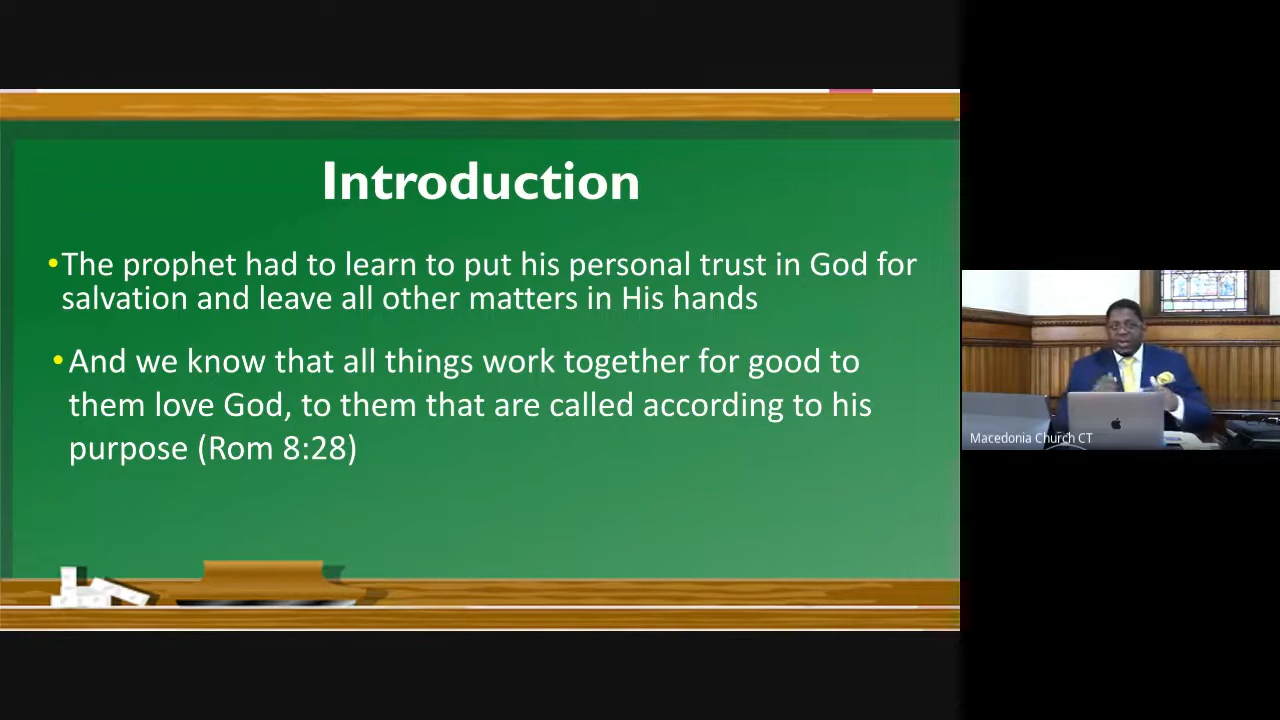 Introduction
•The prophet had to learn to put his personal trust in God for
salvation and leave all other matters in His hands
•And we know that all things work together for good to
them love God, to them that are called according to his
purpose (Rom 8:28)
Macedonia Church CT